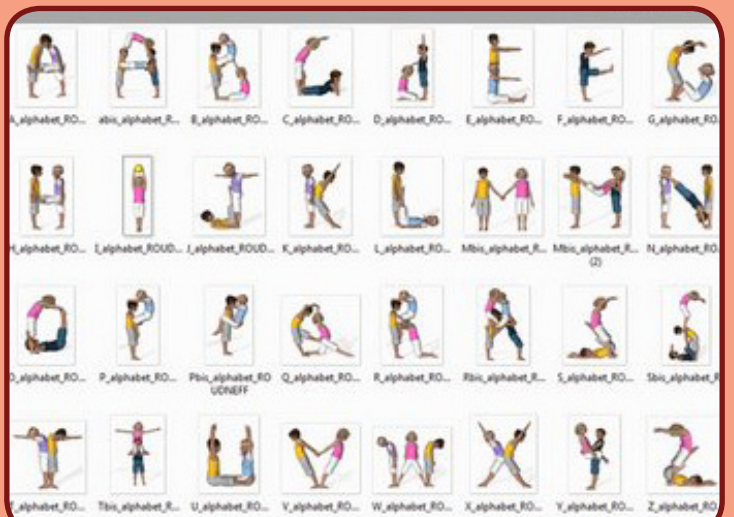 A_alphabet_RO... abis_alphabet_R... B_alphabet_RO... C_alphabet_RO... D_alphabet_RO... E_alphabet_RO... F_alphabet_RO... G_alphabet_RO...
H_alphabet_RO... I_alphabet_ROUD... J_alphabet_ROUD... K_alphabet_RO... L_alphabet_RO... Mbis_alphabet_R... Mbis_alphabet_R... N_alphabet_RO...
(2)
O_alphabet_RO... P_alphabet_RO... Pbis_alphabet_RO Q_alphabet_RO... R_alphabet_RO... Rbis_alphabet_R... S_alphabet_RO... Sbis_alphabet_R
UDNEFF
T_alphabet_RO... Tbis_alphabet_R... U_alphabet_RO... V_alphabet_RO... W_alphabet_RO... X_alphabet_RO... Y_alphabet_RO... Z_alphabet_RO...